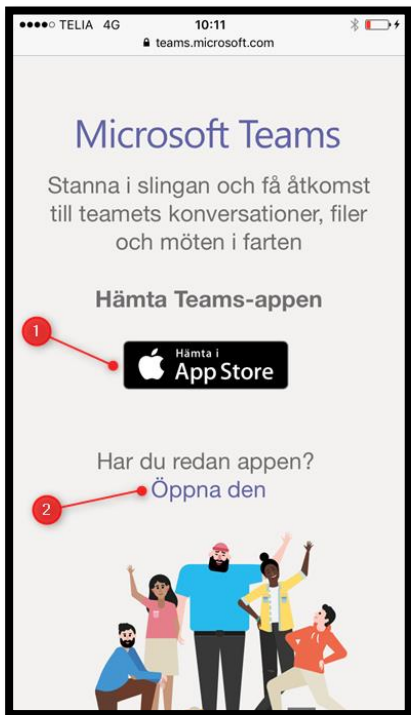 TELIA 4G 10:11
teams.microsoft.com
Microsoft Teams
Stanna i slingan och få åtkomst
till teamets konversationer, filer
och möten i farten
Hämta Teams-appen
1
Hämta i
App Store
Har du redan appen?
2
Öppna den